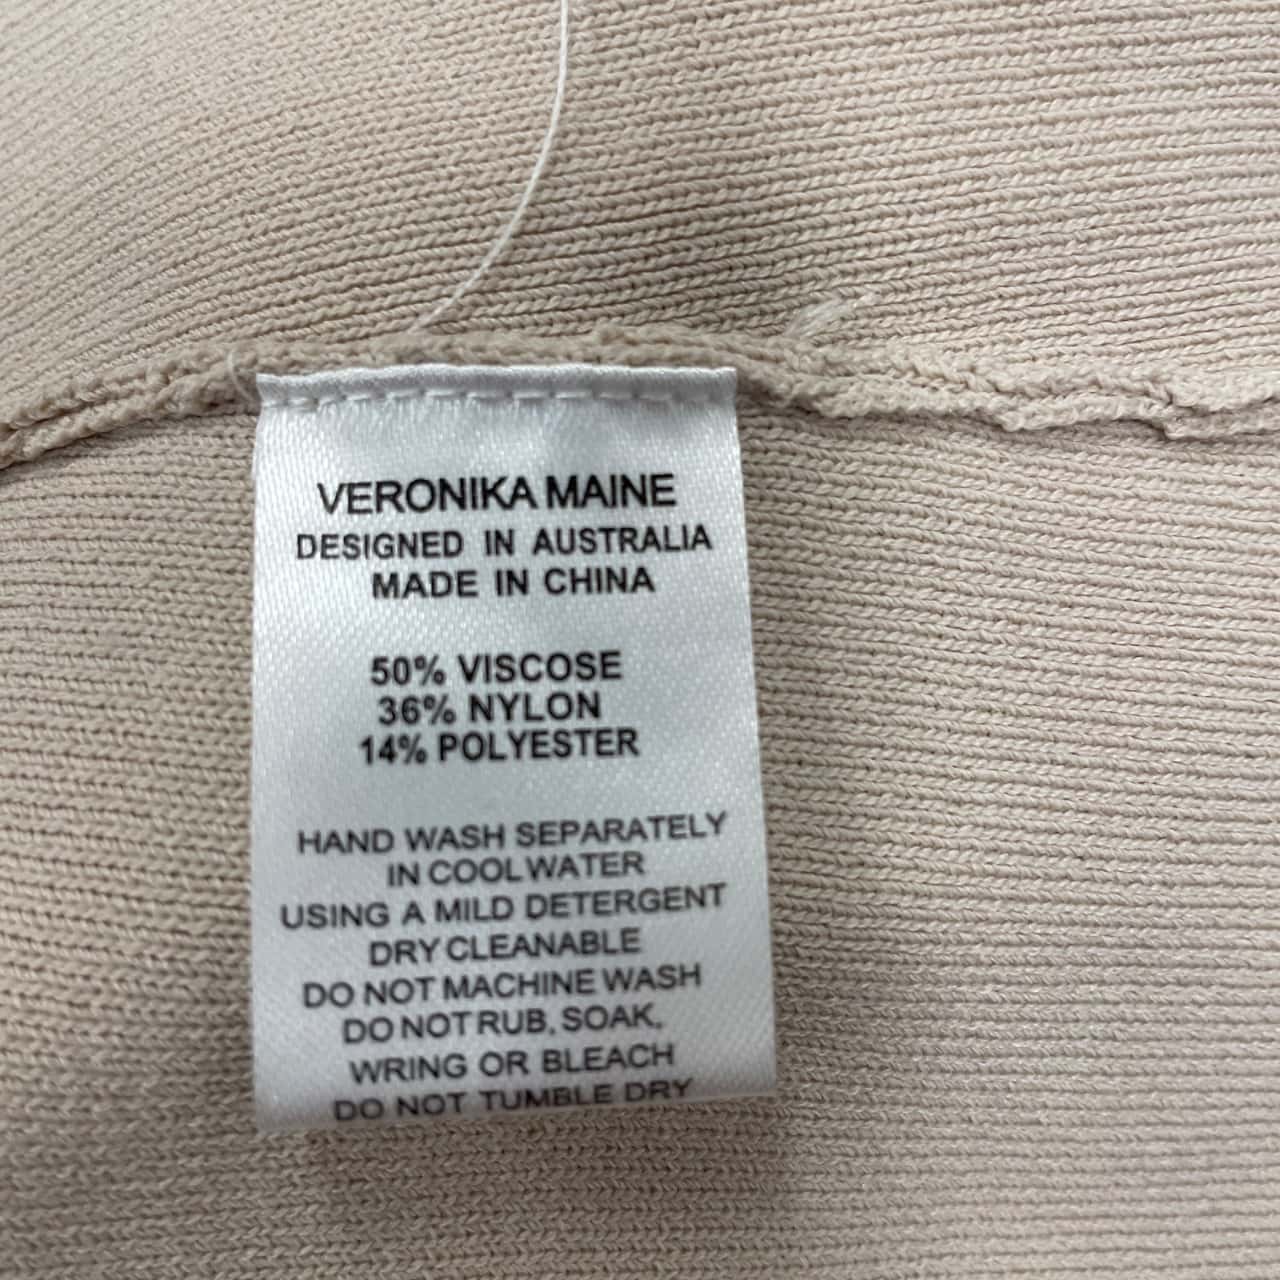 VERONIKA MAINE
DESIGNED IN AUSTRALIA
MADE IN CHINA
50% VISCOSE
36% NYLON
14% POLYESTER
HAND WASH SEPARATELY
IN COOL WATER
USING A MILD DETERGENT
DRY CLEANABLE
DO NOT MACHINE WASH
DO NOT RUB, SOAK,
WRING OR BLEACH
DO NOT TUMBLE DRY